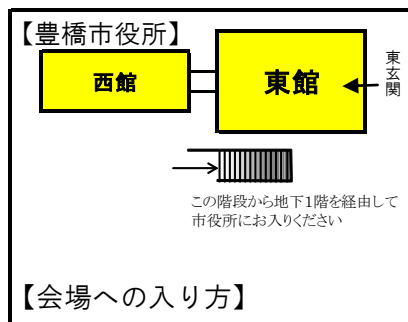 【豊橋市役所】
西館
東館
東玄関
この階段から地下1階を経由して
市役所にお入りください
【会場への入り方】